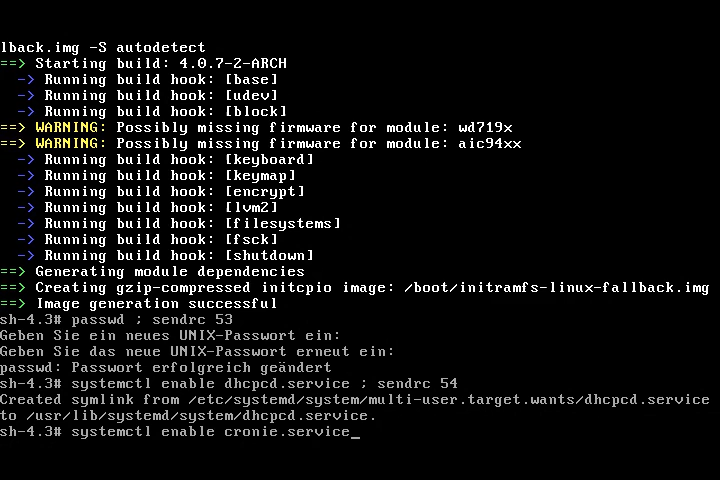 lback.img -S autodetect
==> Starting build: 4.0.7-2-ARCH
  -> Running build hook: [base]
  -> Running build hook: [udev]
  -> Running build hook: [block]
==> WARNING: Possibly missing firmware for module: wd719x
==> WARNING: Possibly missing firmware for module: aic94xx
  -> Running build hook: [keyboard]
  -> Running build hook: [keymap]
  -> Running build hook: [encrypt]
  -> Running build hook: [lvm2]
  -> Running build hook: [filesystems]
  -> Running build hook: [fsck]
  -> Running build hook: [shutdown]
==> Generating module dependencies
==> Creating gzip-compressed initcpio image: /boot/initramfs-linux-fallback.img
==> Image generation successful
sh-4.3# passwd ; sendrc 53
Geben Sie ein neues UNIX-Passwort ein:
Geben Sie das neue UNIX-Passwort erneut ein:
passwd: Passwort erfolgreich geändert
sh-4.3# systemctl enable dhcpcd.service ; sendrc 54
Created symlink from /etc/systemd/system/multi-user.target.wants/dhcpcd.service
to /usr/lib/systemd/system/dhcpcd.service.
sh-4.3# systemctl enable cronie.service_